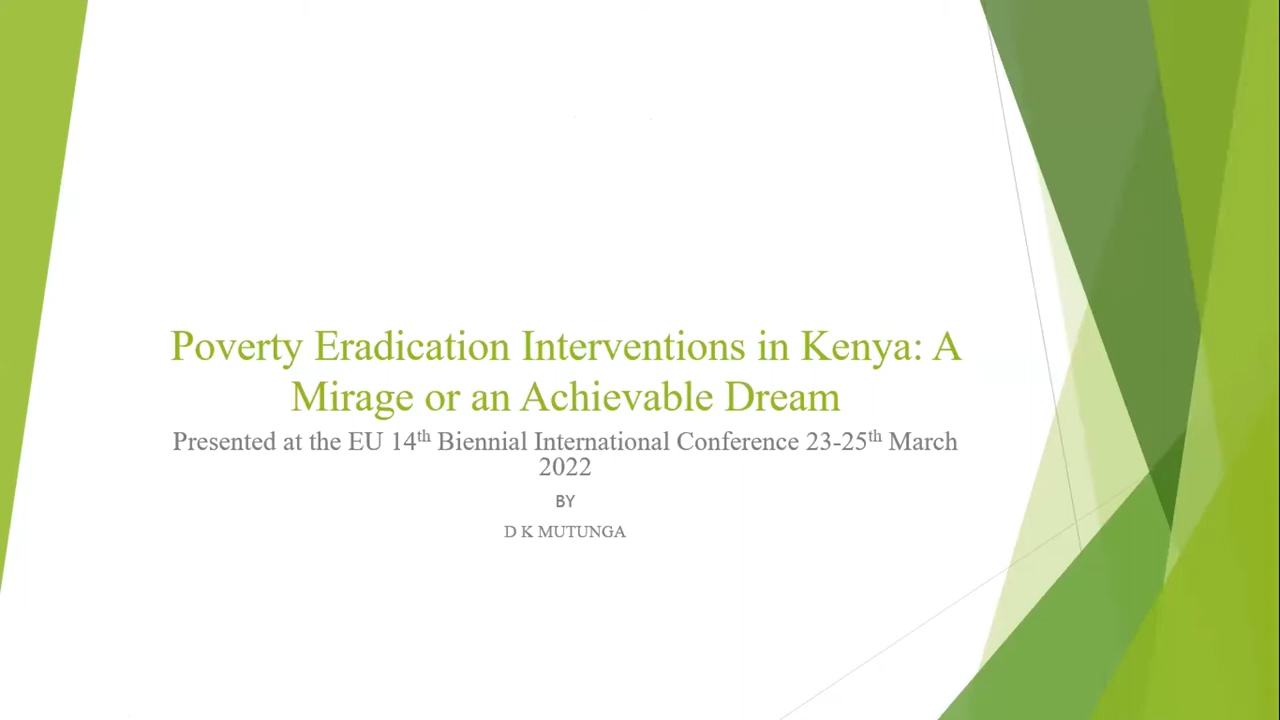 Poverty Eradication Interventions in Kenya: A
Mirage or an Achievable Dream
Presented at the EU 14th Biennial International Conference 23-25th March
2022
BY
D K MUTUNGA